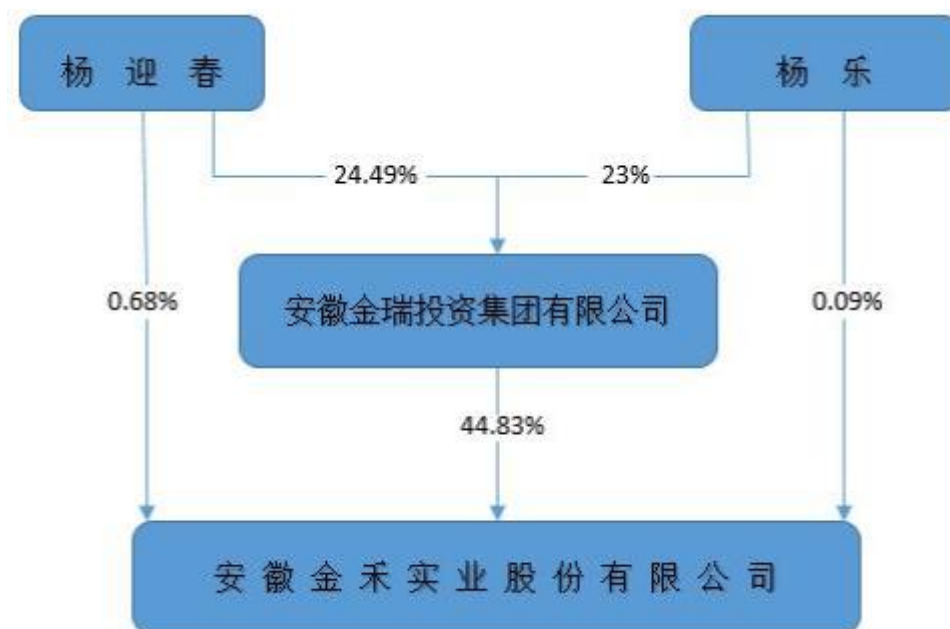 杨 迎 春
杨 乐
24.49%
23%
安徽金瑞投资集团有限公司
0.68%
0.09%
44.83%
安 徽 金 禾 实 业 股 份 有 限 公 司